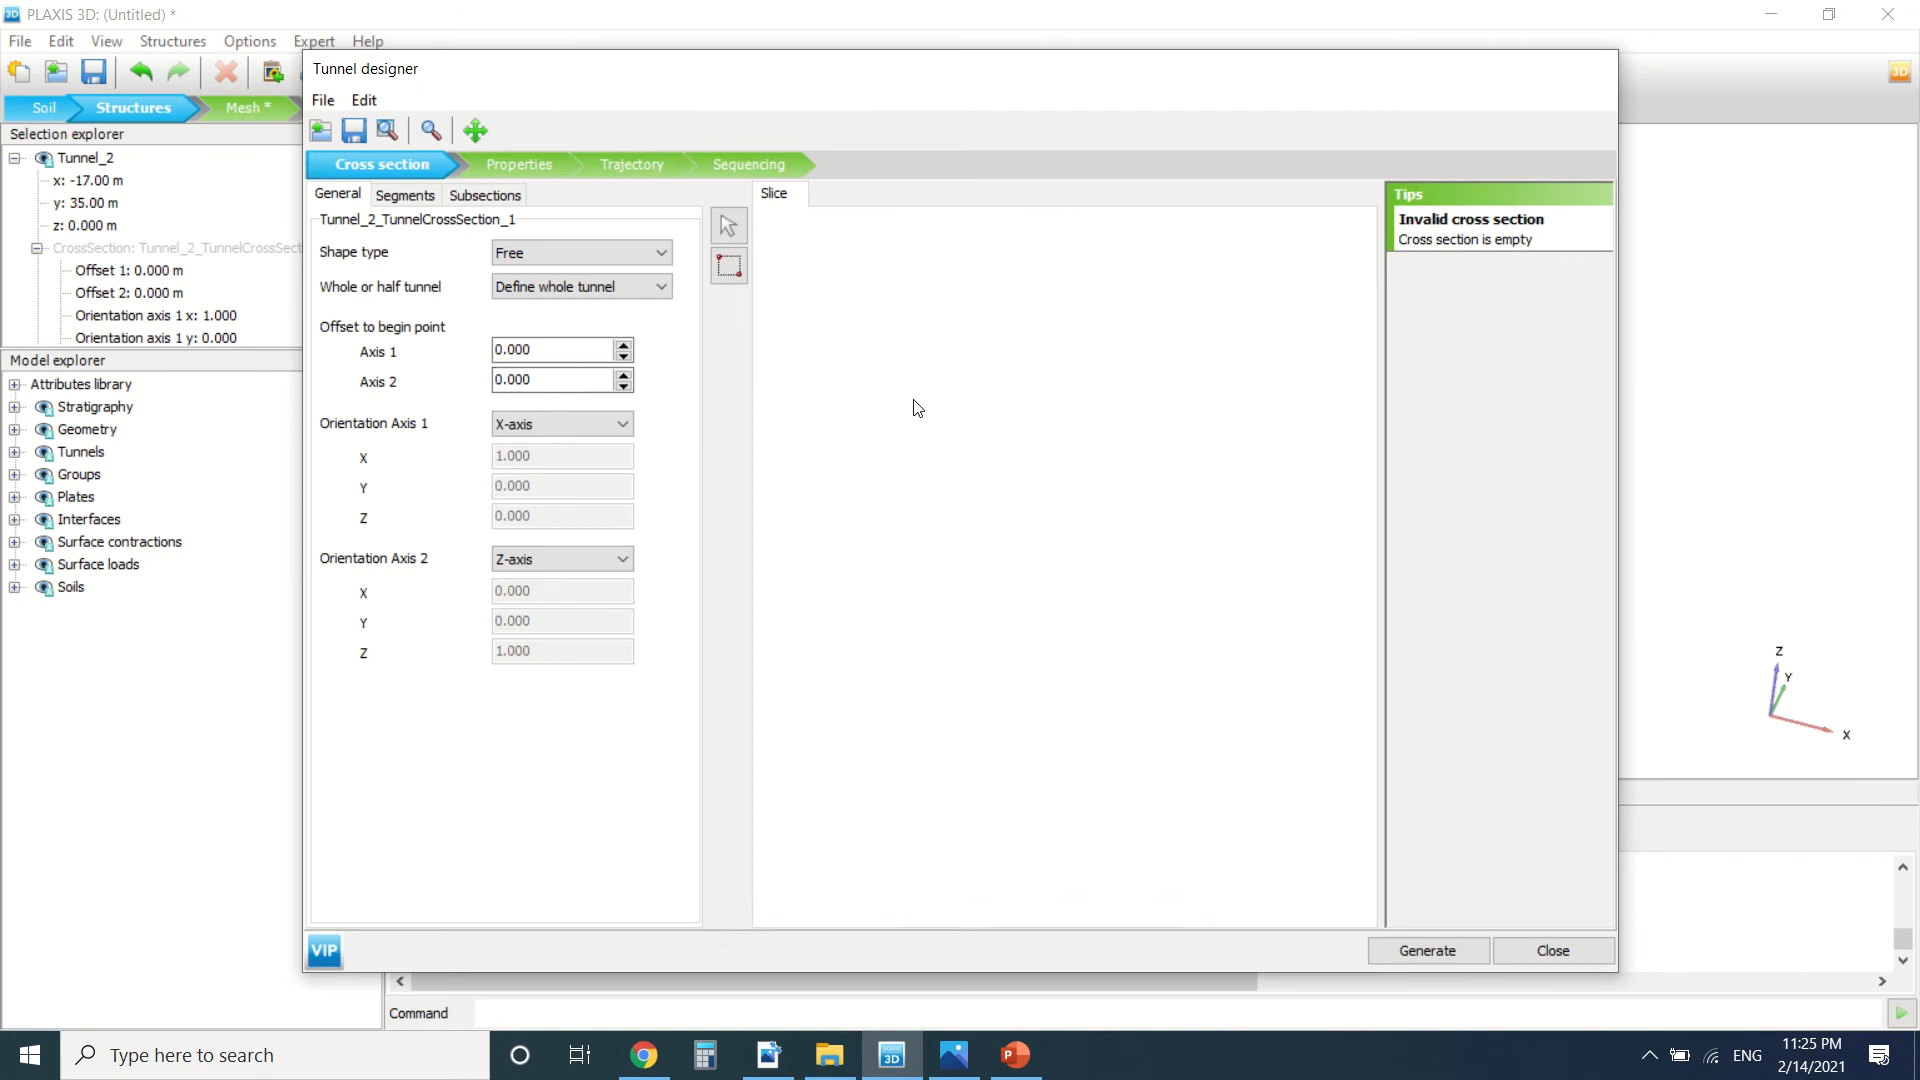 PLAXIS 3D: (Untitled) *
File Edit View Structures Options Expert Help
Tunnel designer
File Edit
3D
Soil Structures Mesh *
Selection explorer
Tunnel_2
x: -17.00 m
y: 35.00 m
z: 0.000 m
CrossSection: Tunnel_2_TunnelCrossSect
Offset 1: 0.000 m
Offset 2: 0.000 m
Orientation axis 1 x: 1.000
Orientation axis 1 y: 0.000
Model explorer
Attributes library
Stratigraphy
Geometry
Tunnels
Groups
Plates
Interfaces
Surface contractions
Surface loads
Soils
Cross section Properties Trajectory Sequencing
General Segments Subsections
Tunnel_2_TunnelCrossSection_1
Shape type Free
Whole or half tunnel Define whole tunnel
Offset to begin point
Axis 1 0.000
Axis 2 0.000
Orientation Axis 1 X-axis
X 1.000
Y 0.000
Z 0.000
Orientation Axis 2 Z-axis
X 0.000
Y 0.000
Z 1.000
Slice
Tips
Invalid cross section
Cross section is empty
Z
Y
X
VIP
Generate Close
Command
Type here to search
3D
P
ENG
11:25 PM
2/14/2021